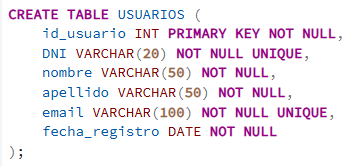 CREATE TABLE USUARIOS (
    id_usuario INT PRIMARY KEY NOT NULL,
    DNI VARCHAR(20) NOT NULL UNIQUE,
    nombre VARCHAR(50) NOT NULL,
    apellido VARCHAR(50) NOT NULL,
    email VARCHAR(100) NOT NULL UNIQUE,
    fecha_registro DATE NOT NULL
);